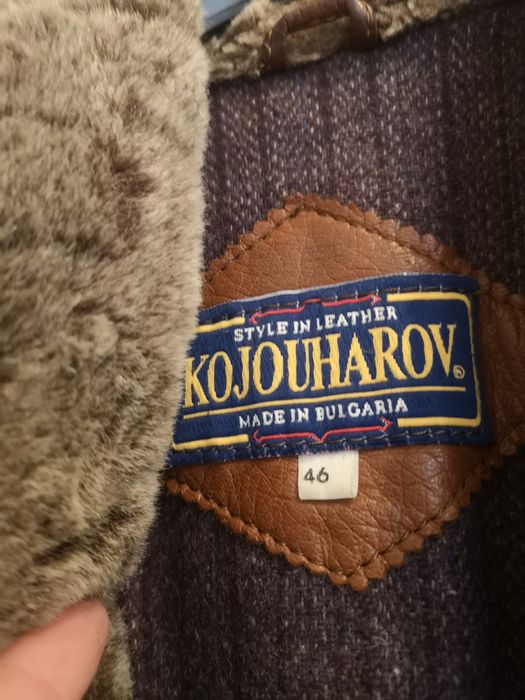 STYLE IN LEATHER
KOJOUHAROV®
MADE IN BULGARIA
46